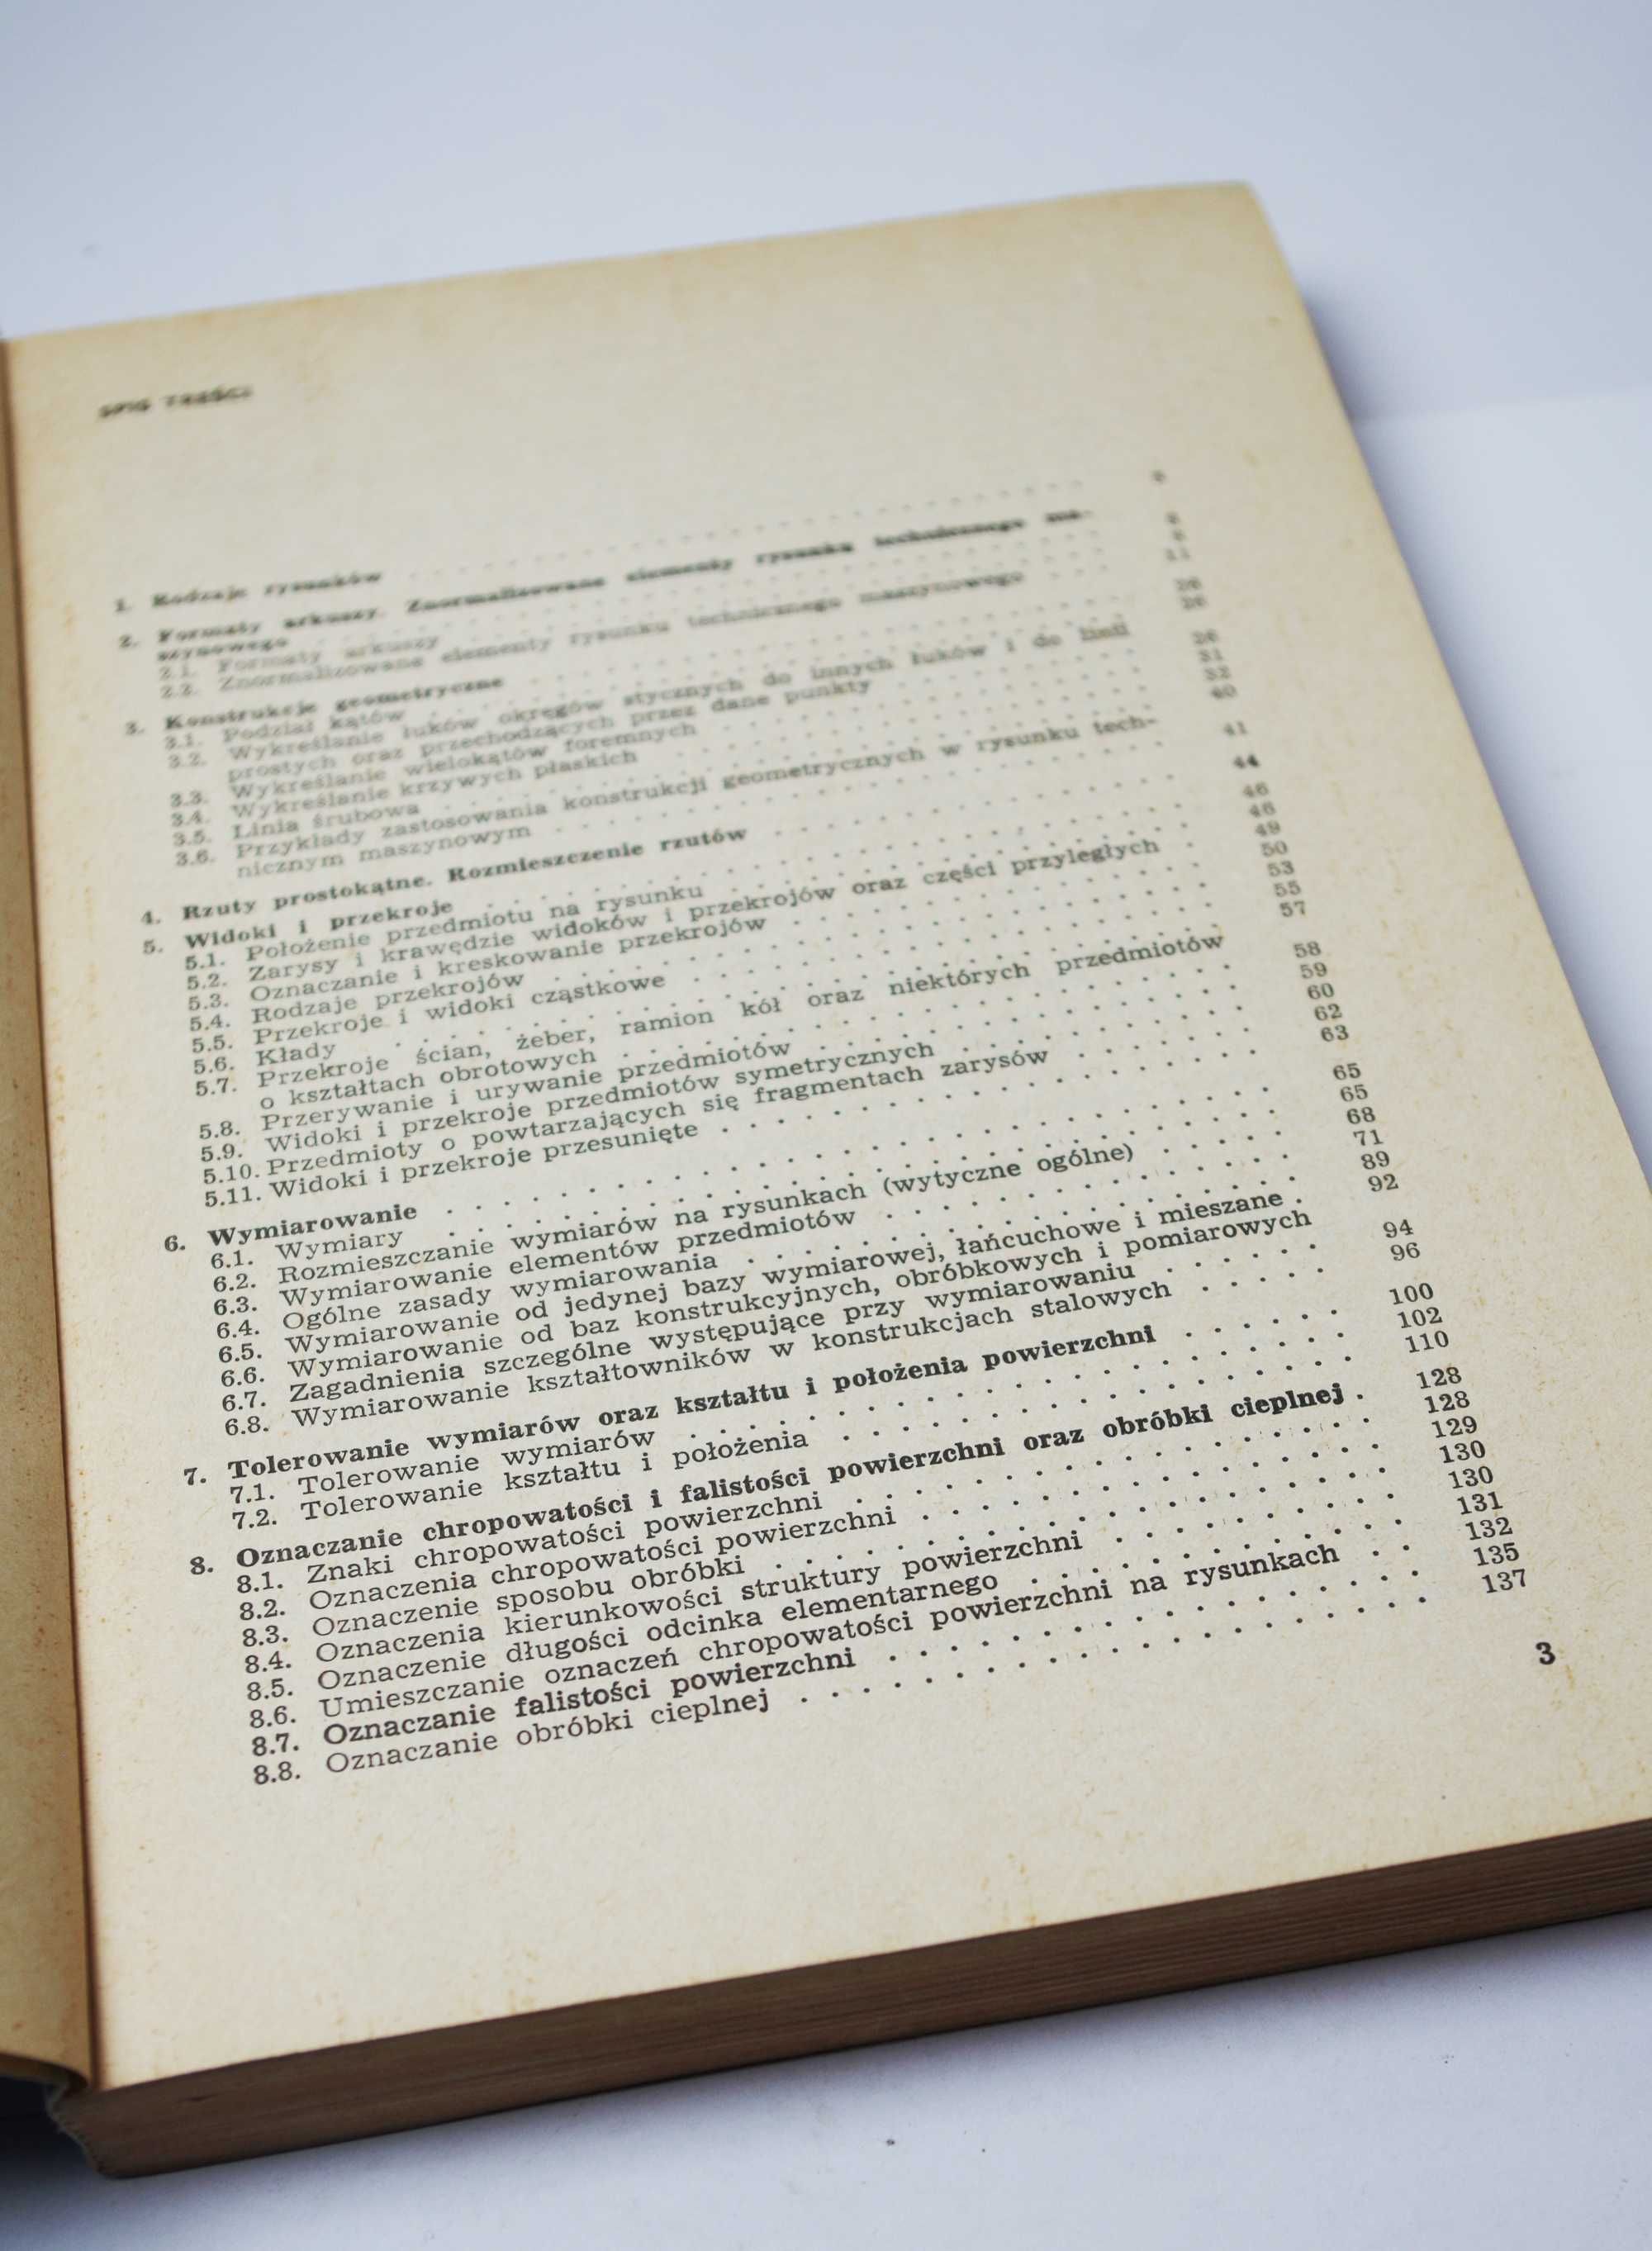 SPIS TREŚCI
1. Rodzaje rysunków
2. Formaty arkuszy. Znormalizowane elementy rysunku technicznego ma-
szynowego
2.1. Formaty arkuszy
2.2. Znormalizowane elementy rysunku technicznego maszynowego . . . 11
3. Konstrukcje geometryczne . . . 26
3.1. Podział kątów . . . 26
3.2. Wykreślanie łuków okręgów stycznych do innych łuków i do linii
prostych oraz przechodzących przez dane punkty . . . 26
3.3. Wykreślanie wielokątów foremnych . . . 31
3.4. Wykreślanie krzywych płaskich . . . 32
3.5. Linia śrubowa . . . 40
3.6. Przykłady zastosowania konstrukcji geometrycznych w rysunku tech-
nicznym maszynowym . . . 41
4. Rzuty prostokątne. Rozmieszczenie rzutów . . . 44
5. Widoki i przekroje . . . 46
5.1. Położenie przedmiotu na rysunku . . . 46
5.2. Zarysy i krawędzie widoków i przekrojów oraz części przyległych . 49
5.3. Oznaczanie i kreskowanie przekrojów . . . 50
5.4. Rodzaje przekrojów . . . 53
5.5. Przekroje i widoki cząstkowe . . . 55
5.6. Kłady . . . 57
5.7. Przekroje ścian, żeber, ramion kół oraz niektórych przedmiotów
o kształtach obrotowych . . . 58
5.8. Przerywanie i urywanie przedmiotów . . . 59
5.9. Widoki i przekroje przedmiotów symetrycznych . . . 60
5.10. Przedmioty o powtarzających się fragmentach zarysów . . . 62
5.11. Widoki i przekroje przesunięte . . . 63
6. Wymiarowanie . . . 65
6.1. Wymiary . . . 65
6.2. Rozmieszczanie wymiarów na rysunkach (wytyczne ogólne) . . . 68
6.3. Wymiarowanie elementów przedmiotów . . . 71
6.4. Ogólne zasady wymiarowania . . . 89
6.5. Wymiarowanie od jedynej bazy wymiarowej, łańcuchowe i mieszane . 92
6.6. Wymiarowanie od baz konstrukcyjnych, obróbkowych i pomiarowych
6.7. Zagadnienia szczególne występujące przy wymiarowaniu . . . 94
6.8. Wymiarowanie kształtowników w konstrukcjach stalowych . . . 96
7. Tolerowanie wymiarów oraz kształtu i położenia powierzchni . . . 100
7.1. Tolerowanie wymiarów . . . 102
7.2. Tolerowanie kształtu i położenia . . . 110
8. Oznaczanie chropowatości i falistości powierzchni oraz obróbki cieplnej . 128
8.1. Znaki chropowatości powierzchni . . . 128
8.2. Oznaczenia chropowatości powierzchni . . . 129
8.3. Oznaczenie sposobu obróbki . . . 130
8.4. Oznaczenia kierunkowości struktury powierzchni . . . 130
8.5. Oznaczenie długości odcinka elementarnego . . . 131
8.6. Umieszczanie oznaczeń chropowatości powierzchni na rysunkach . . 132
8.7. Oznaczanie falistości powierzchni . . . 135
8.8. Oznaczanie obróbki cieplnej . . . 137
3